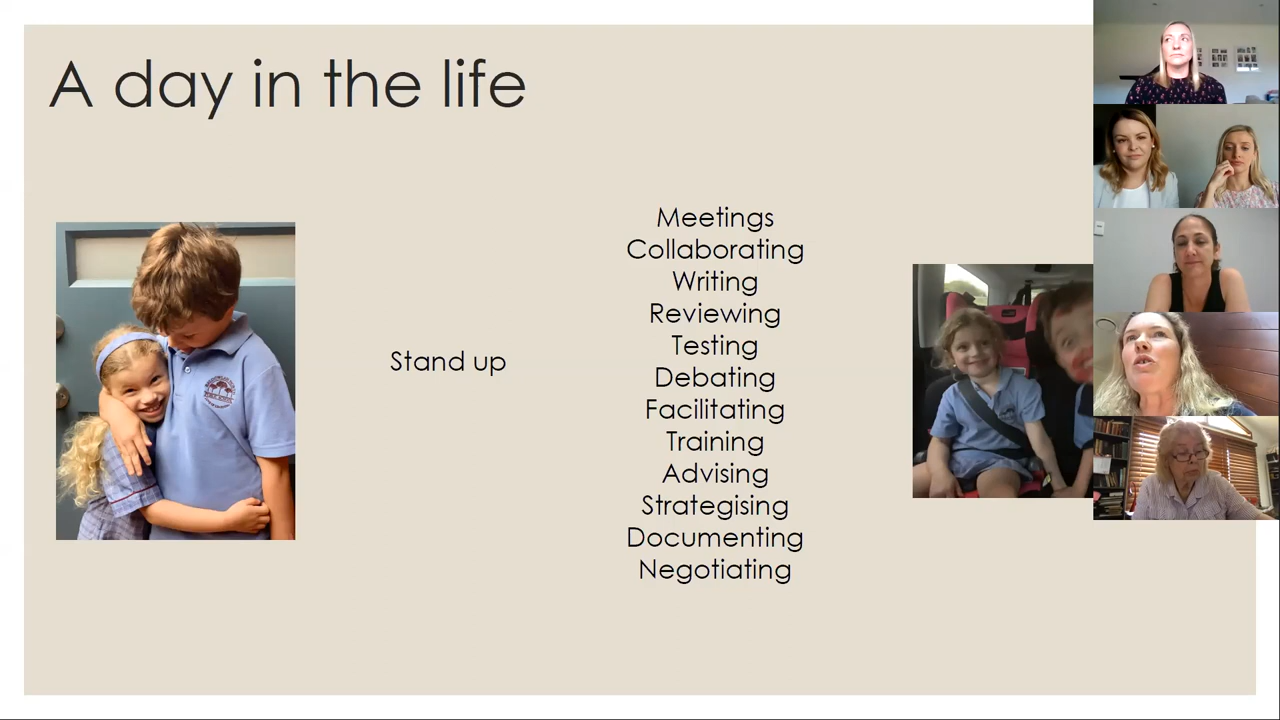 A day in the life
Stand up
Meetings
Collaborating
Writing
Reviewing
Testing
Debating
Facilitating
Training
Advising
Strategising
Documenting
Negotiating